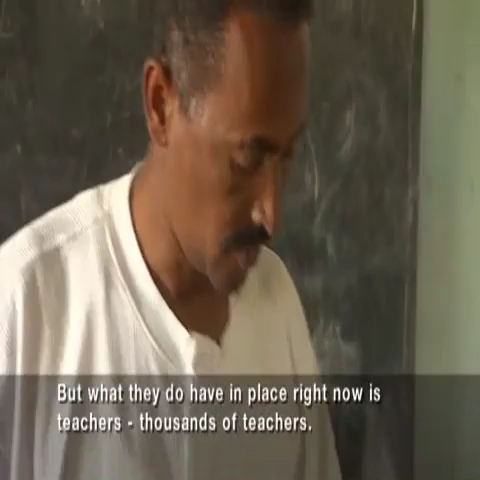 But what they do have in place right now is
teachers - thousands of teachers.